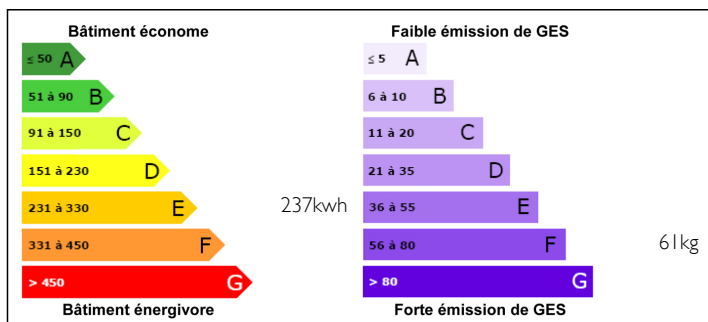 Bâtiment économe
≤ 50 A
51 à 90 B
91 à 150 C
151 à 230 D
231 à 330 E
237kwh
331 à 450 F
> 450 G
Bâtiment énergivore
Faible émission de GES
≤ 5 A
6 à 10 B
11 à 20 C
21 à 35 D
36 à 55 E
56 à 80 F
61kg
> 80 G
Forte émission de GES